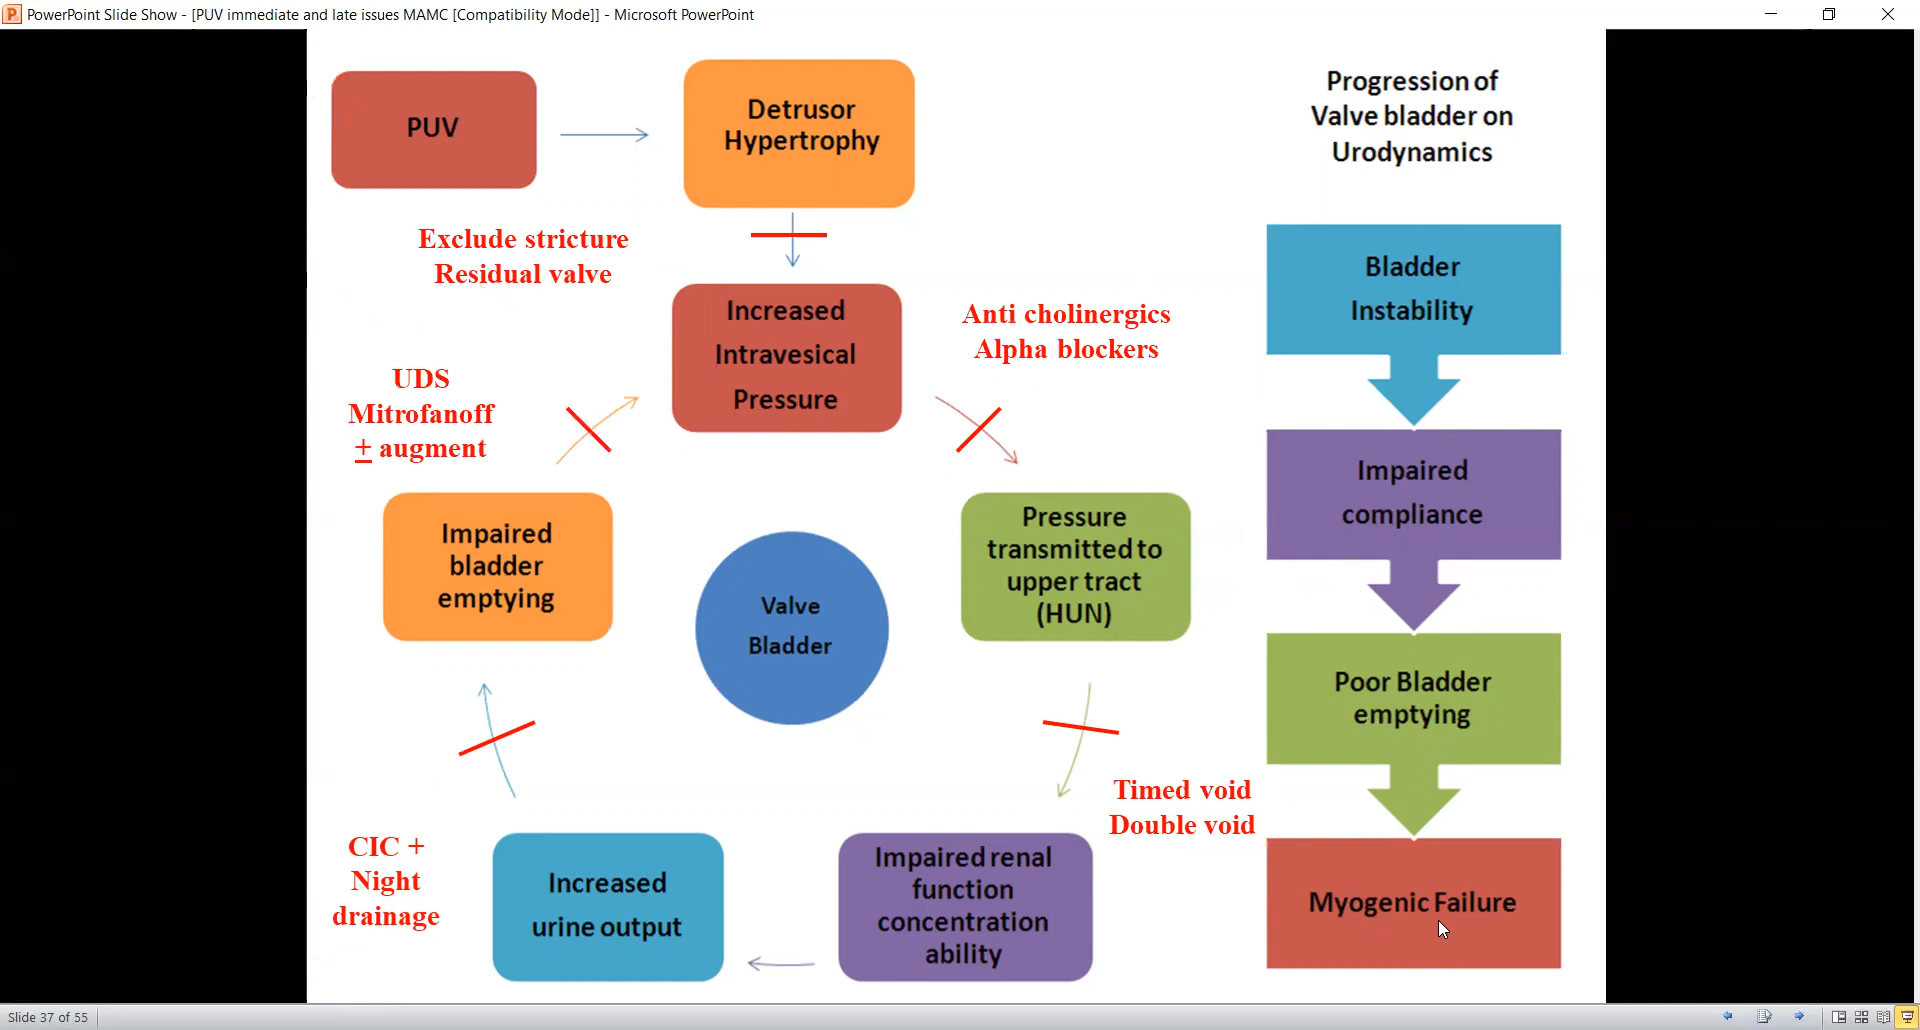 PowerPoint Slide Show - [PUV immediate and late issues MAMC [Compatibility Mode]] - Microsoft PowerPoint
PUV
Detrusor
Hypertrophy
Exclude stricture
Residual valve
Increased
Intravesical
Pressure
Anti cholinergics
Alpha blockers
UDS
Mitrofanoff
± augment
Impaired
bladder
emptying
Valve
Bladder
Pressure
transmitted to
upper tract
(HUN)
Timed void
Double void
CIC +
Night
drainage
Increased
urine output
Impaired renal
function
concentration
ability
Progression of
Valve bladder on
Urodynamics
Bladder
Instability
Impaired
compliance
Poor Bladder
emptying
Myogenic Failure
Slide 37 of 55